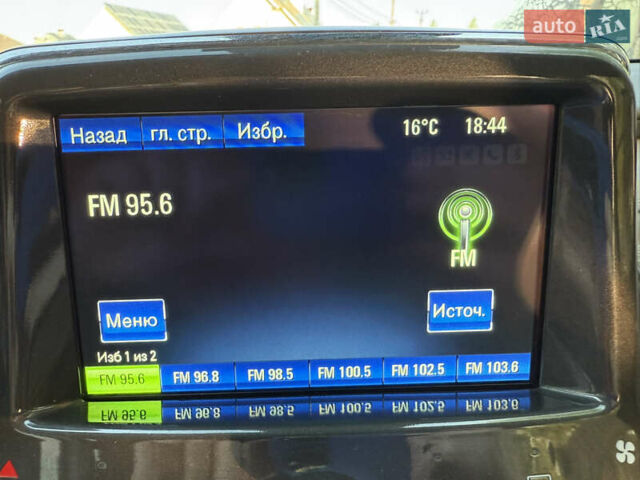 auto RIA
Назад гл. стр. Избр. 16°C 18:44
FM 95.6
FM
Меню Источ.
Изб 1 из 2
FM 95.6 FM 96.8 FM 98.5 FM 100.5 FM 102.5 FM 103.6